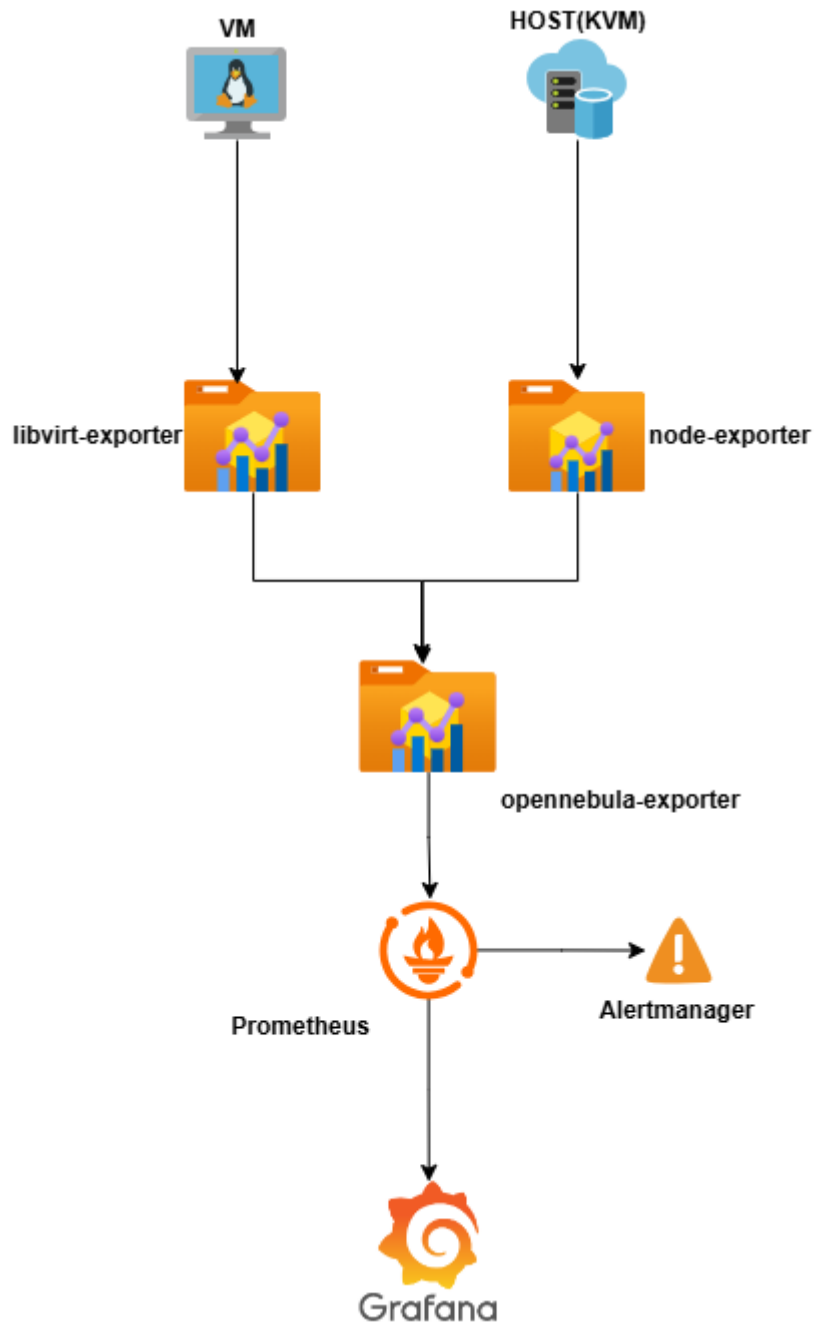 VM
HOST(KVM)
libvirt-exporter
node-exporter
opennebula-exporter
Prometheus
Alertmanager
Grafana